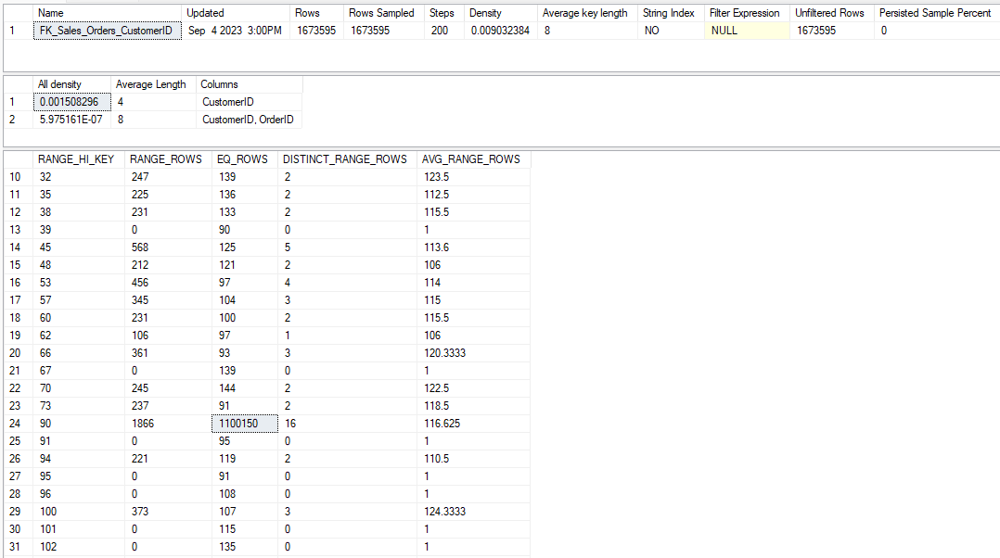 Name Updated Rows Rows Sampled Steps Density Average key length String Index Filter Expression Unfiltered Rows Persisted Sample Percent
1 FK_Sales_Orders_CustomerID Sep 4 2023 3:00PM 1673595 1673595 200 0.009032384 8 NO NULL 1673595 0
All density Average Length Columns
1 0.001508296 4 CustomerID
2 5.975161E-07 8 CustomerID, OrderID
RANGE_HI_KEY RANGE_ROWS EQ_ROWS DISTINCT_RANGE_ROWS AVG_RANGE_ROWS
10 32 247 139 2 123.5
11 35 225 136 2 112.5
12 38 231 133 2 115.5
13 39 0 90 0 1
14 45 568 125 5 113.6
15 48 212 121 2 106
16 53 456 97 4 114
17 57 345 104 3 115
18 60 231 100 2 115.5
19 62 106 97 1 106
20 66 361 93 3 120.3333
21 67 0 139 0 1
22 70 245 144 2 122.5
23 73 237 91 2 118.5
24 90 1866 1100150 16 116.625
25 91 0 95 0 1
26 94 221 119 2 110.5
27 95 0 91 0 1
28 96 0 108 0 1
29 100 373 107 3 124.3333
30 101 0 115 0 1
31 102 0 135 0 1